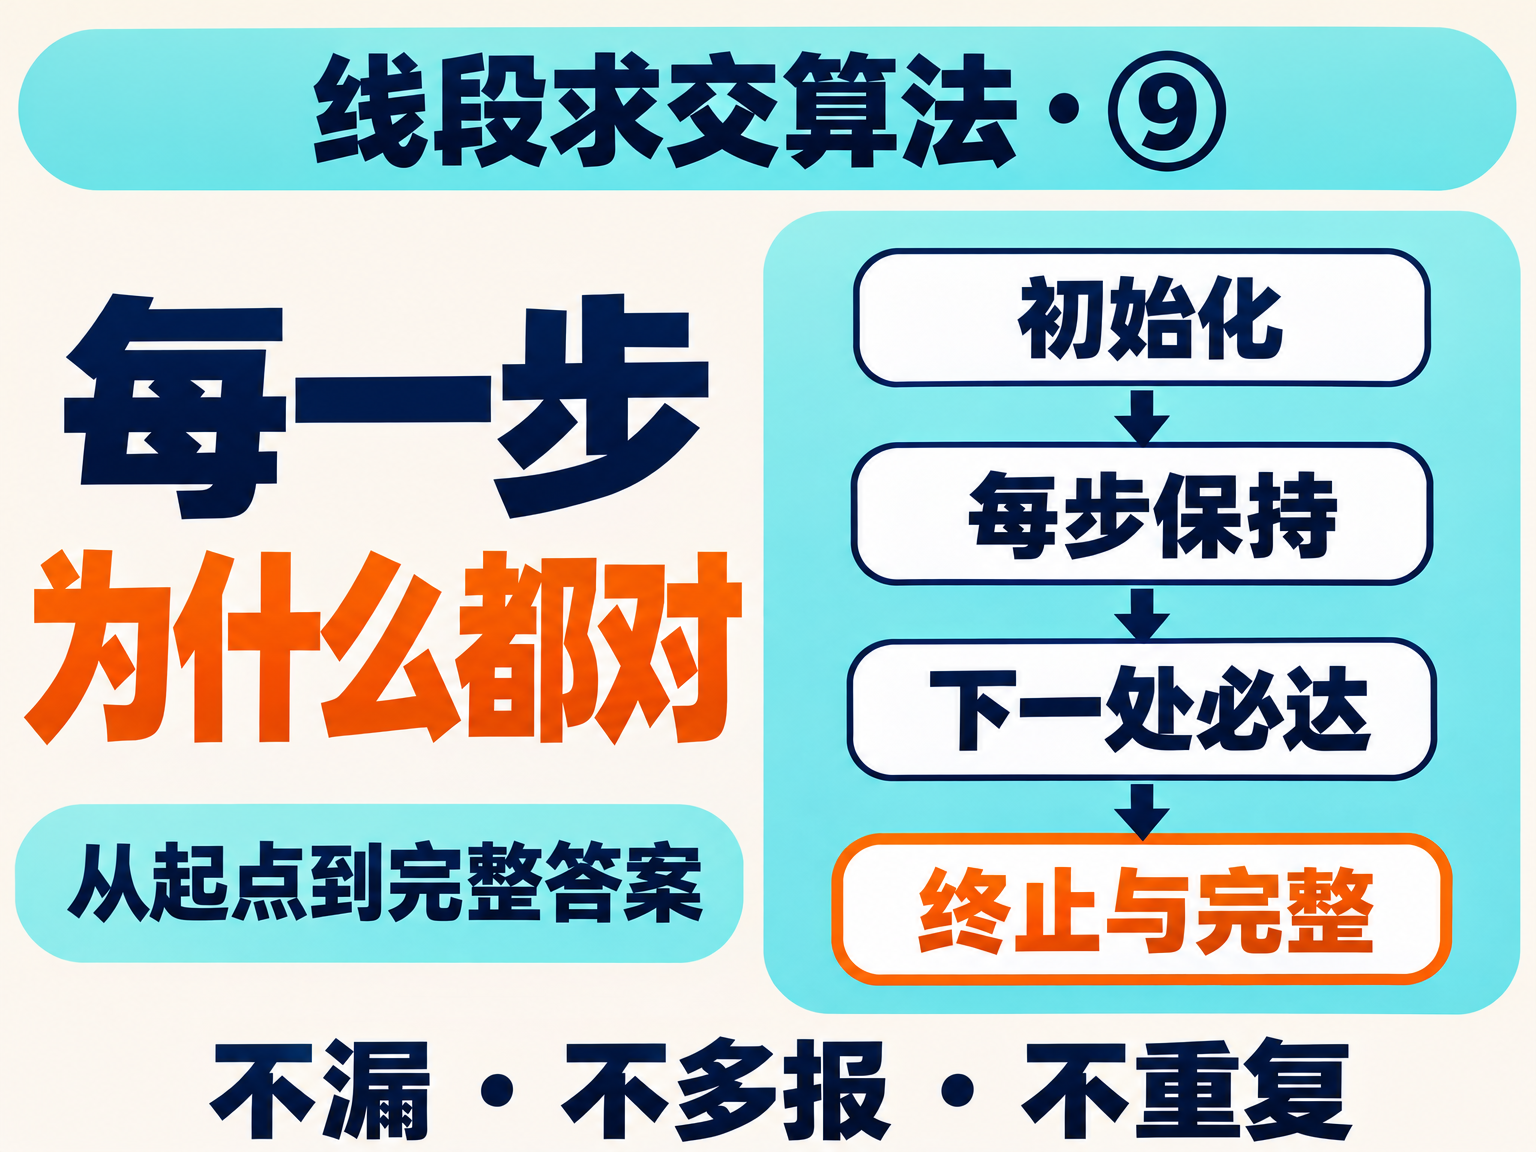 线段求交算法·⑨
每一步
为什么都对
从起点到完整答案
初始化
每步保持
下一处必达
终止与完整
不漏·不多报·不重复